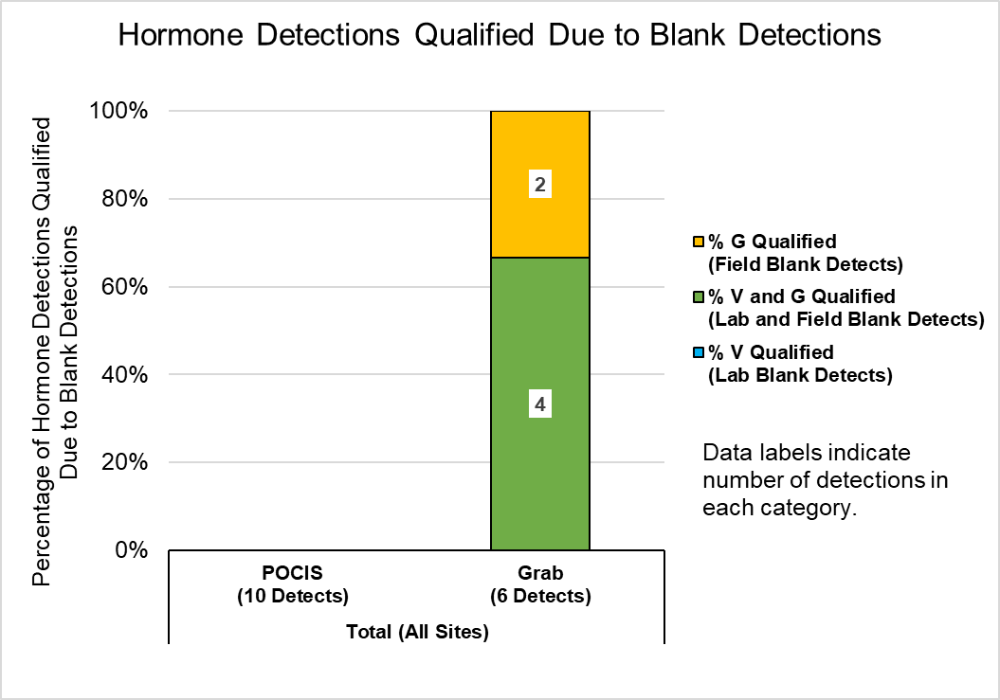 Hormone Detections Qualified Due to Blank Detections
Percentage of Hormone Detections Qualified
Due to Blank Detections
100%
80%
60%
40%
20%
0%
2
4
POCIS
(10 Detects)
Grab
(6 Detects)
Total (All Sites)
% G Qualified
(Field Blank Detects)
% V and G Qualified
(Lab and Field Blank Detects)
% V Qualified
(Lab Blank Detects)
Data labels indicate
number of detections in
each category.